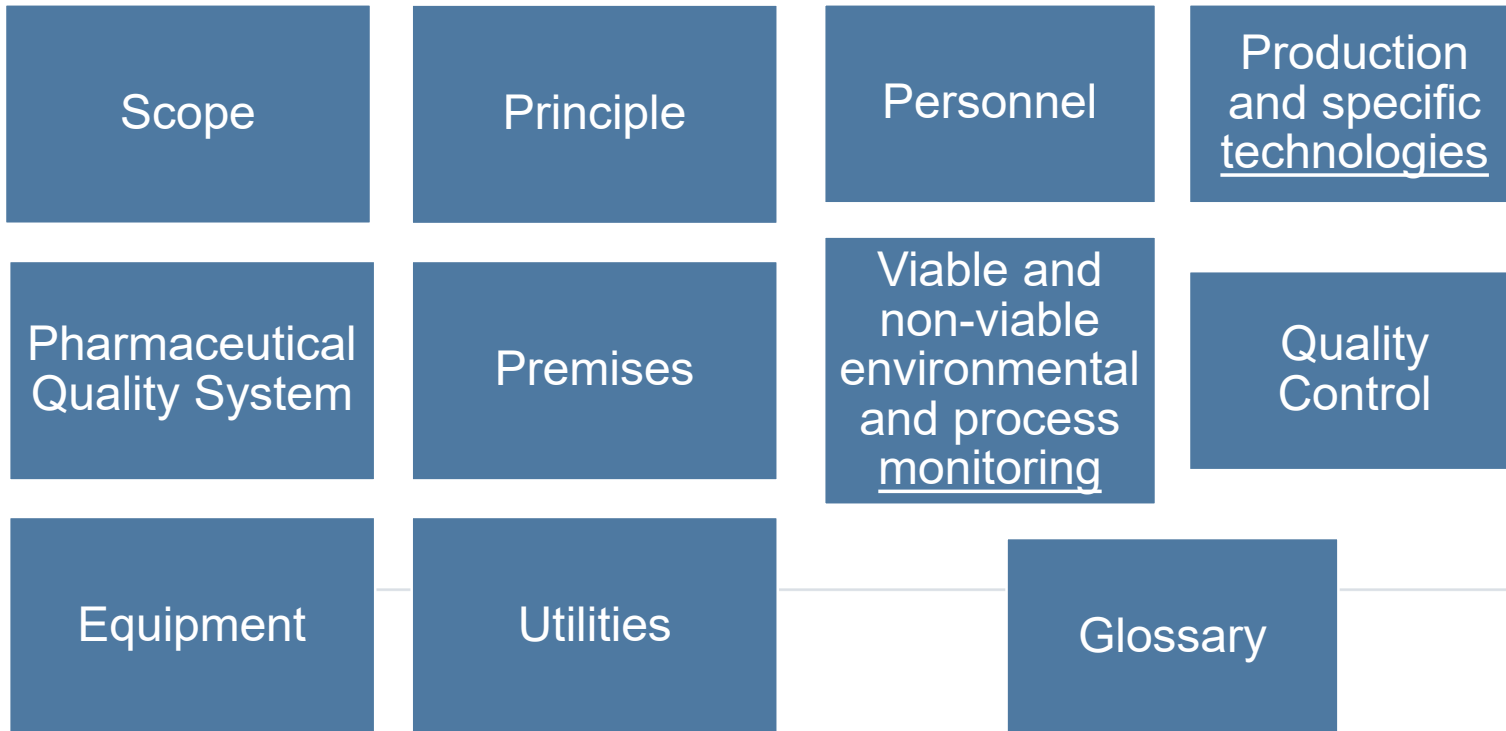 Scope
Principle
Personnel
Production
and specific
technologies
Pharmaceutical
Quality System
Premises
Viable and
non-viable
environmental
and process
monitoring
Quality
Control
Equipment
Utilities
Glossary